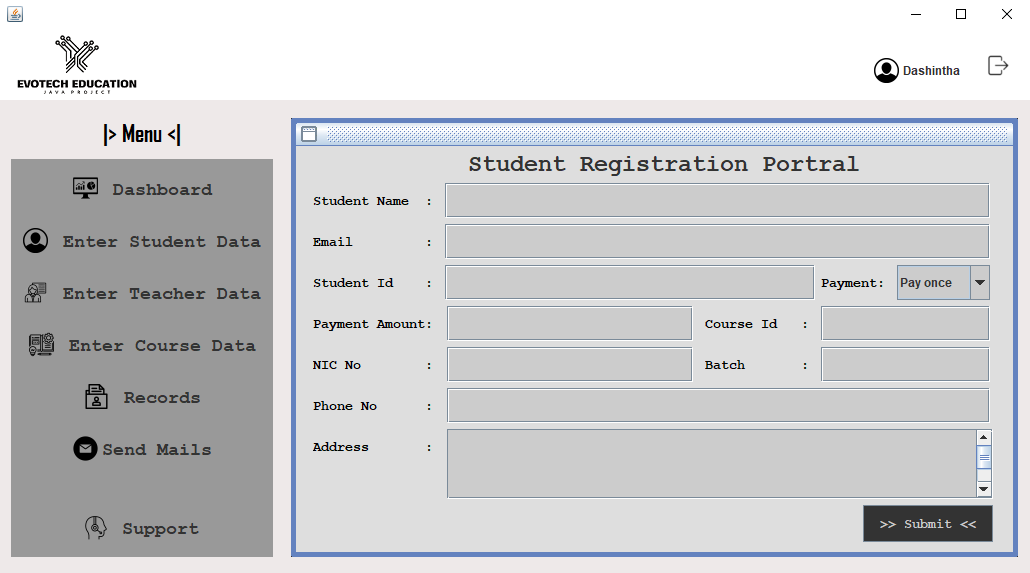 EVOTECH EDUCATION
JAVA PROJECT
Dashintha
|> Menu <|
Dashboard
Enter Student Data
Enter Teacher Data
Enter Course Data
Records
Send Mails
Support
Student Registration Portral
Student Name :
Email :
Student Id : Payment: Pay once
Payment Amount: Course Id :
NIC No : Batch :
Phone No :
Address :
>> Submit <<